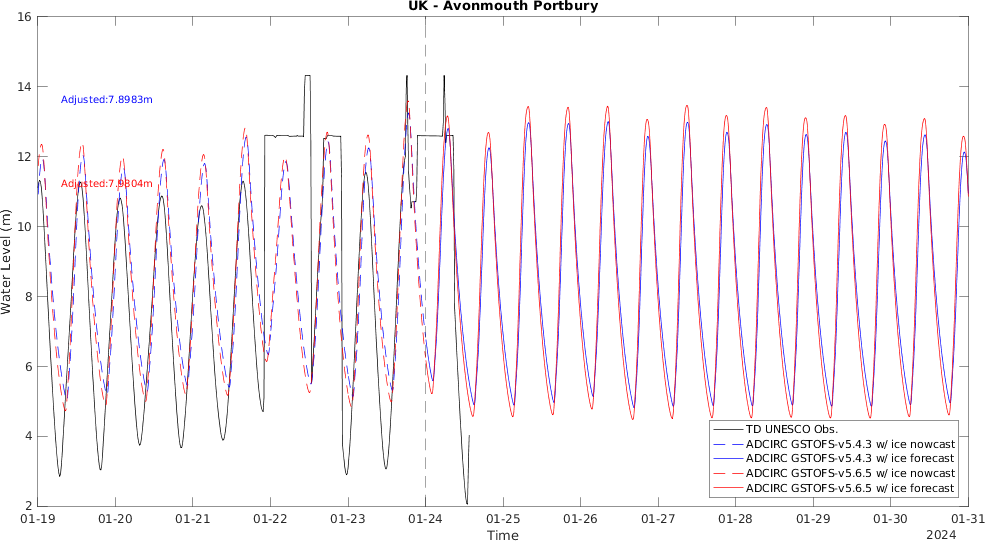 UK - Avonmouth Portbury
16
14
12
10
8
6
4
2
Water Level (m)
Adjusted:7.8983m
Adjusted:7.9304m
TD UNESCO Obs.
ADCIRC GSTOFS-v5.4.3 w/ ice nowcast
ADCIRC GSTOFS-v5.4.3 w/ ice forecast
ADCIRC GSTOFS-v5.6.5 w/ ice nowcast
ADCIRC GSTOFS-v5.6.5 w/ ice forecast
01-19 01-20 01-21 01-22 01-23 01-24 01-25 01-26 01-27 01-28 01-29 01-30 01-31
Time
2024